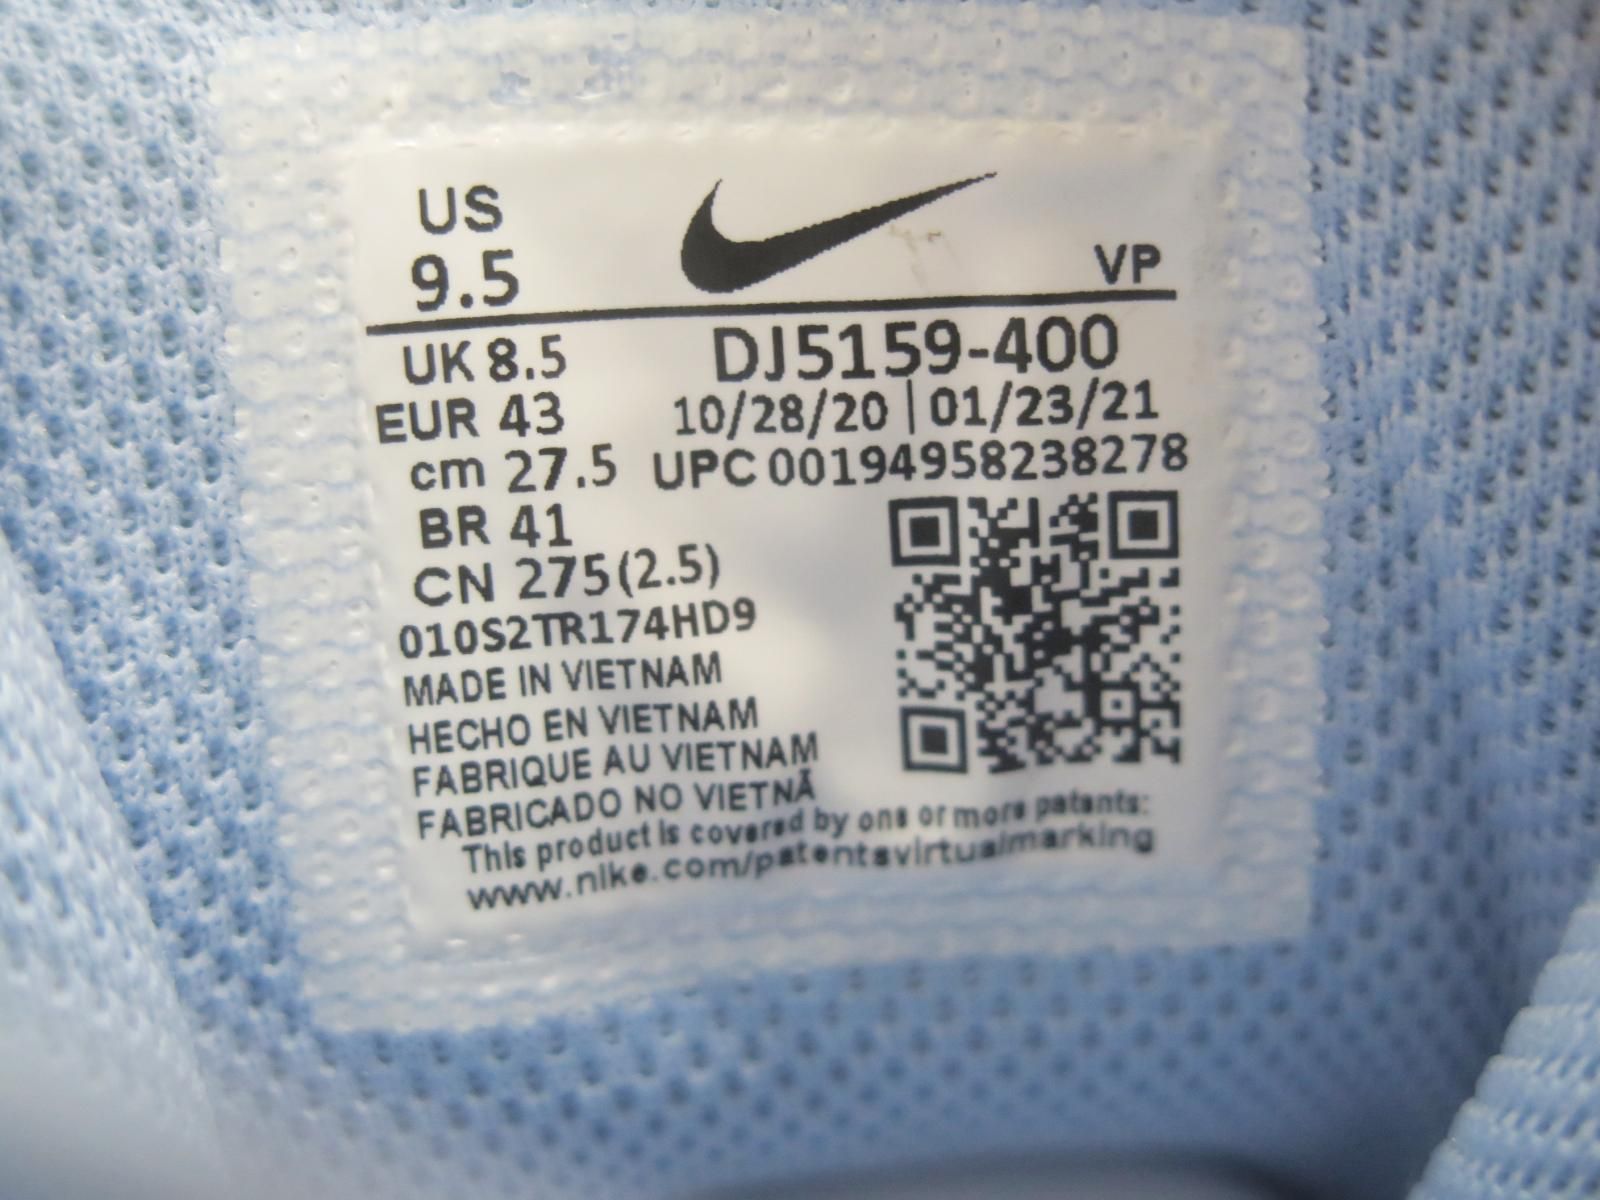 US
9.5
VP
UK 8.5
DJ5159-400
EUR 43
10/28/20 | 01/23/21
cm 27.5
UPC 00194958238278
BR 41
CN 275(2.5)
010S2TR174HD9
MADE IN VIETNAM
HECHO EN VIETNAM
FABRIQUE AU VIETNAM
FABRICADO NO VIETNÃ
This product is covered by one or more patents:
www.nike.com/patentsvirtualmarking